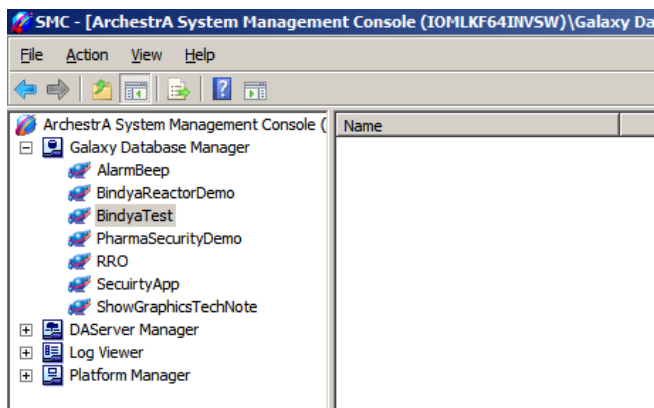 SMC - [ArchestrA System Management Console (IOMLKF64INVSW)\Galaxy Da
File Action View Help
ArchestrA System Management Console (
Name
Galaxy Database Manager
AlarmBeep
BindyaReactorDemo
BindyaTest
PharmaSecurityDemo
RRO
SecuirtyApp
ShowGraphicsTechNote
DAServer Manager
Log Viewer
Platform Manager